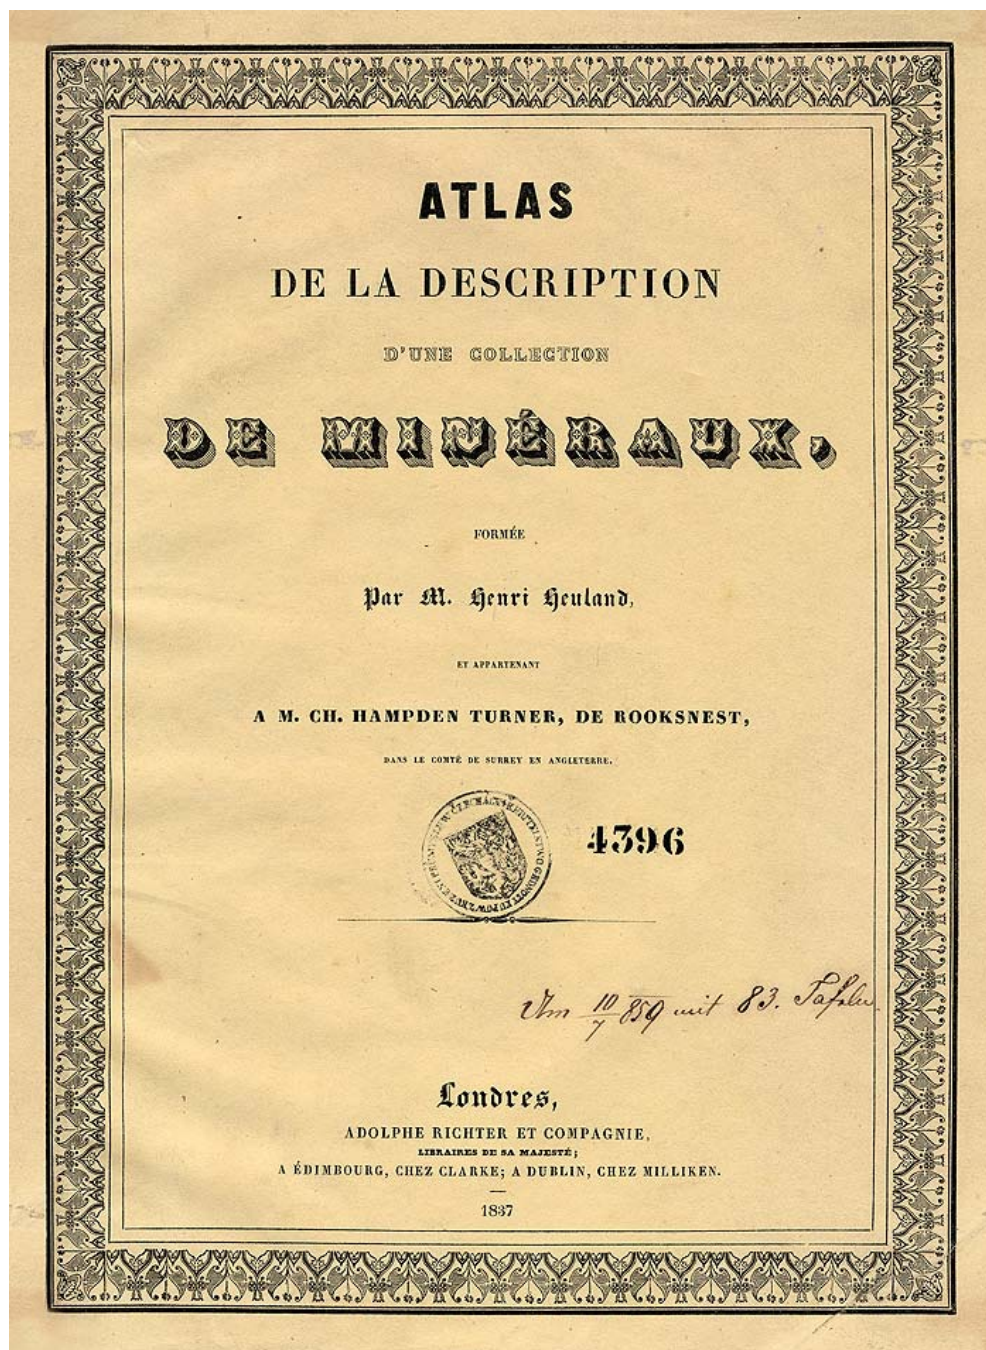 ATLAS
DE LA DESCRIPTION
D'UNE COLLECTION
DE MINÉRAUX,
FORMÉE
Par M. Henri Heuland,
ET APPARTENANT
A M. CH. HAMPDEN TURNER, DE ROOKSNEST,
DANS LE COMTÉ DE SURREY EN ANGLETERRE.
4396
Am 10/7 859 mit 83. Tafeln
Londres,
ADOLPHE RICHTER ET COMPAGNIE,
LIBRAIRES DE SA MAJESTÉ;
A ÉDIMBOURG, CHEZ CLARKE; A DUBLIN, CHEZ MILLIKEN.
1837